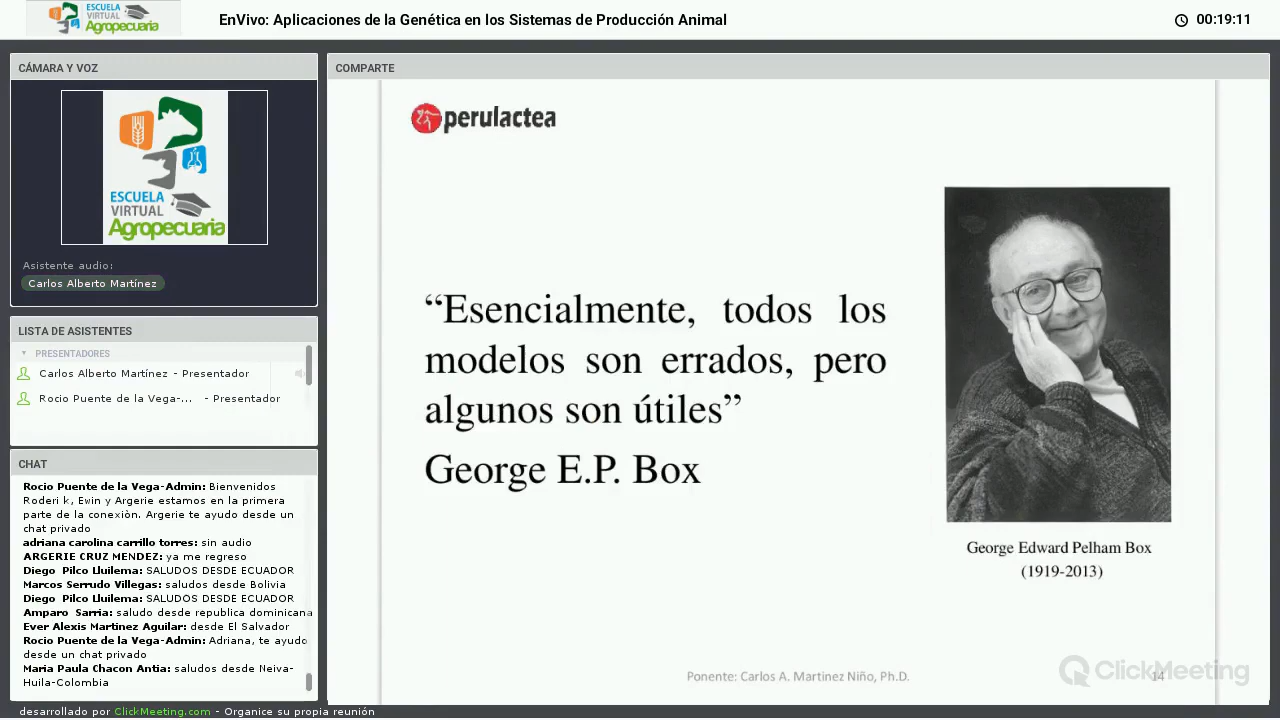 ESCUELA
VIRTUAL
Agropecuaria
EnVivo: Aplicaciones de la Genética en los Sistemas de Producción Animal
00:19:11
CÁMARA Y VOZ
ESCUELA
VIRTUAL
Agropecuaria
Asistente audio:
Carlos Alberto Martínez
LISTA DE ASISTENTES
PRESENTADORES
Carlos Alberto Martínez - Presentador
Rocio Puente de la Vega-... - Presentador
CHAT
Rocio Puente de la Vega-Admin: Bienvenidos
Roderi k, Ewin y Argerie estamos en la primera
parte de la conexiòn. Argerie te ayudo desde un
chat privado
adriana carolina carrillo torres: sin audio
ARGERIE CRUZ MENDEZ: ya me regreso
Diego Pilco Lluilema: SALUDOS DESDE ECUADOR
Marcos Serrudo Villegas: saludos desde Bolivia
Diego Pilco Lluilema: SALUDOS DESDE ECUADOR
Amparo Sarria: saludo desde republica dominicana
Ever Alexis Martinez Aguilar: desde El Salvador
Rocio Puente de la Vega-Admin: Adriana, te ayudo
desde un chat privado
Maria Paula Chacon Antia: saludos desde Neiva-
Huila-Colombia
COMPARTE
perulactea
“Esencialmente, todos los
modelos son errados, pero
algunos son útiles”
George E.P. Box
George Edward Pelham Box
(1919-2013)
Ponente: Carlos A. Martinez Niño, Ph.D.
14
ClickMeeting
desarrollado por ClickMeeting.com - Organice su propia reunión